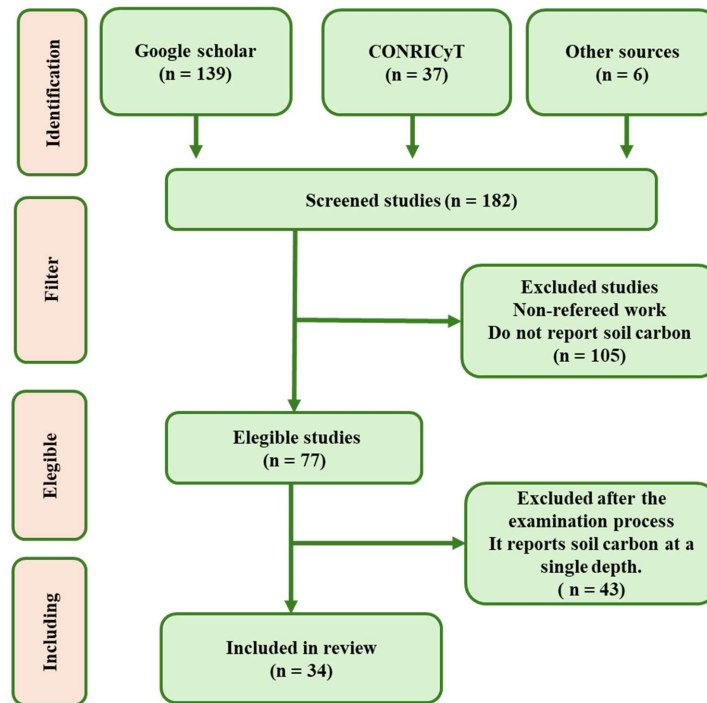 Identification
Google scholar
(n = 139)
CONRICyT
(n = 37)
Other sources
(n = 6)
Screened studies (n = 182)
Filter
Excluded studies
Non-refereed work
Do not report soil carbon
(n = 105)
Elegible
Elegible studies
(n = 77)
Excluded after the
examination process
It reports soil carbon at a
single depth.
( n = 43)
Including
Included in review
(n = 34)